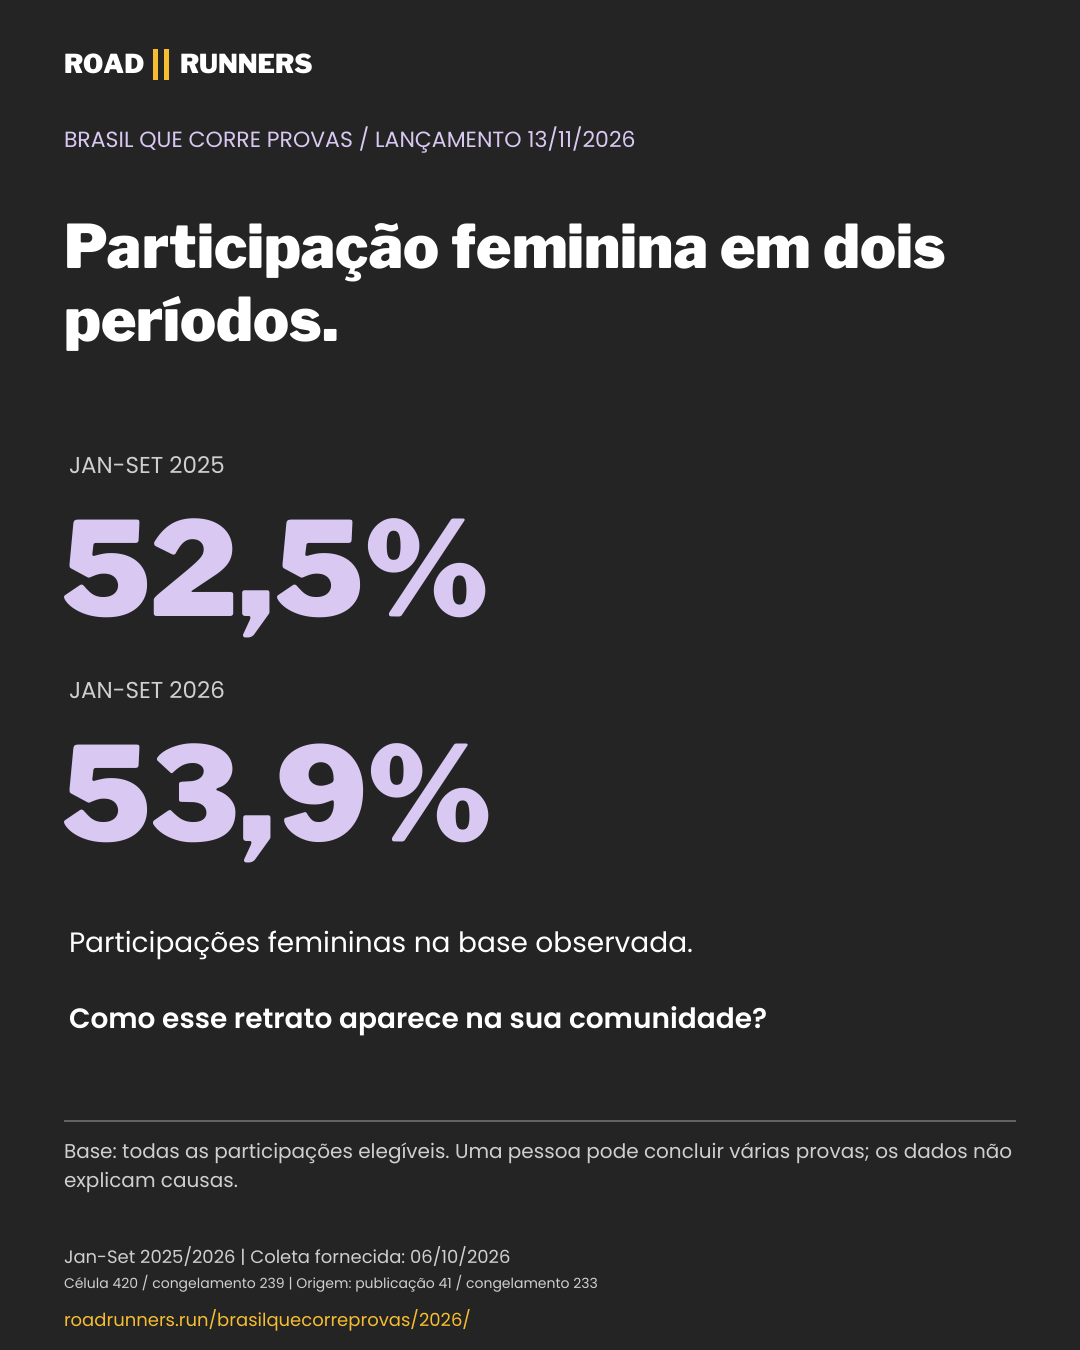 ROAD || RUNNERS
BRASIL QUE CORRE PROVAS / LANÇAMENTO 13/11/2026
Participação feminina em dois
períodos.
JAN-SET 2025
52,5%
JAN-SET 2026
53,9%
Participações femininas na base observada.
Como esse retrato aparece na sua comunidade?
Base: todas as participações elegíveis. Uma pessoa pode concluir várias provas; os dados não
explicam causas.
Jan-Set 2025/2026 | Coleta fornecida: 06/10/2026
Célula 420 / congelamento 239 | Origem: publicação 41 / congelamento 233
roadrunners.run/brasilquecorreprovas/2026/